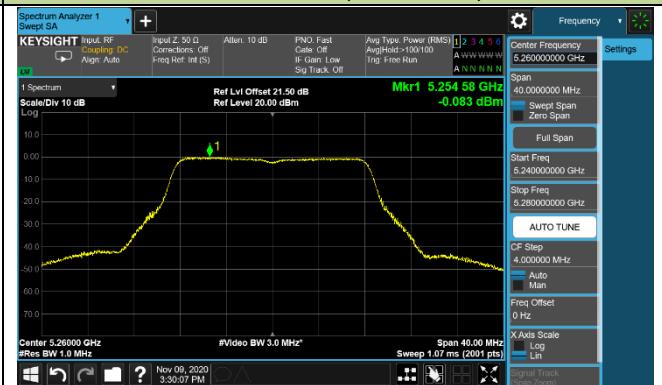 Spectrum Analyzer 1
Swept SA
+
Frequency
KEYSIGHT
Input: RF
Coupling: DC
Align: Auto
Input Z: 50 Ω
Corrections: Off
Freq Ref: Int (S)
Atten: 10 dB
PNO: Fast
Gate: Off
IF Gain: Low
Sig Track: Off
Avg Type: Power (RMS)
Avg|Hold:>100/100
Trig: Free Run
1 2 3 4 5 6
A W W W W W
A N N N N N
LXI
1 Spectrum
Scale/Div 10 dB
Log
Ref Lvl Offset 21.50 dB
Ref Level 20.00 dBm
Mkr1 5.254 58 GHz
-0.083 dBm
1
10.0
0.00
10.0
20.0
30.0
40.0
-50.0
60.0
70.0
Center 5.26000 GHz
#Res BW 1.0 MHz
#Video BW 3.0 MHz*
Span 40.00 MHz
Sweep 1.07 ms (2001 pts)
Center Frequency
5.260000000 GHz
Settings
Span
40.0000000 MHz
Swept Span
Zero Span
Full Span
Start Freq
5.240000000 GHz
Stop Freq
5.280000000 GHz
AUTO TUNE
CF Step
4.000000 MHz
Auto
Man
Freq Offset
0 Hz
X Axis Scale
Log
Lin
Signal Track
(Span Zoom)
?
Nov 09, 2020
3:30:07 PM